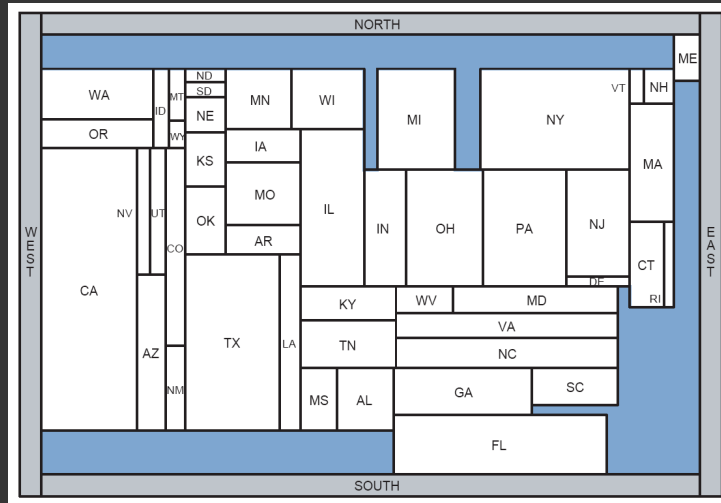 NORTH
ME
ND
VT
NH
WA
ID
MT
SD
MN
WI
MI
NY
NE
OR
WY
KS
IA
MA
MO
IL
IN
OH
PA
NJ
NV
UT
CO
OK
AR
WEST
EAST
CT
DE
RI
CA
KY
WV
MD
VA
TX
LA
AZ
TN
NC
NM
MS
AL
GA
SC
FL
SOUTH